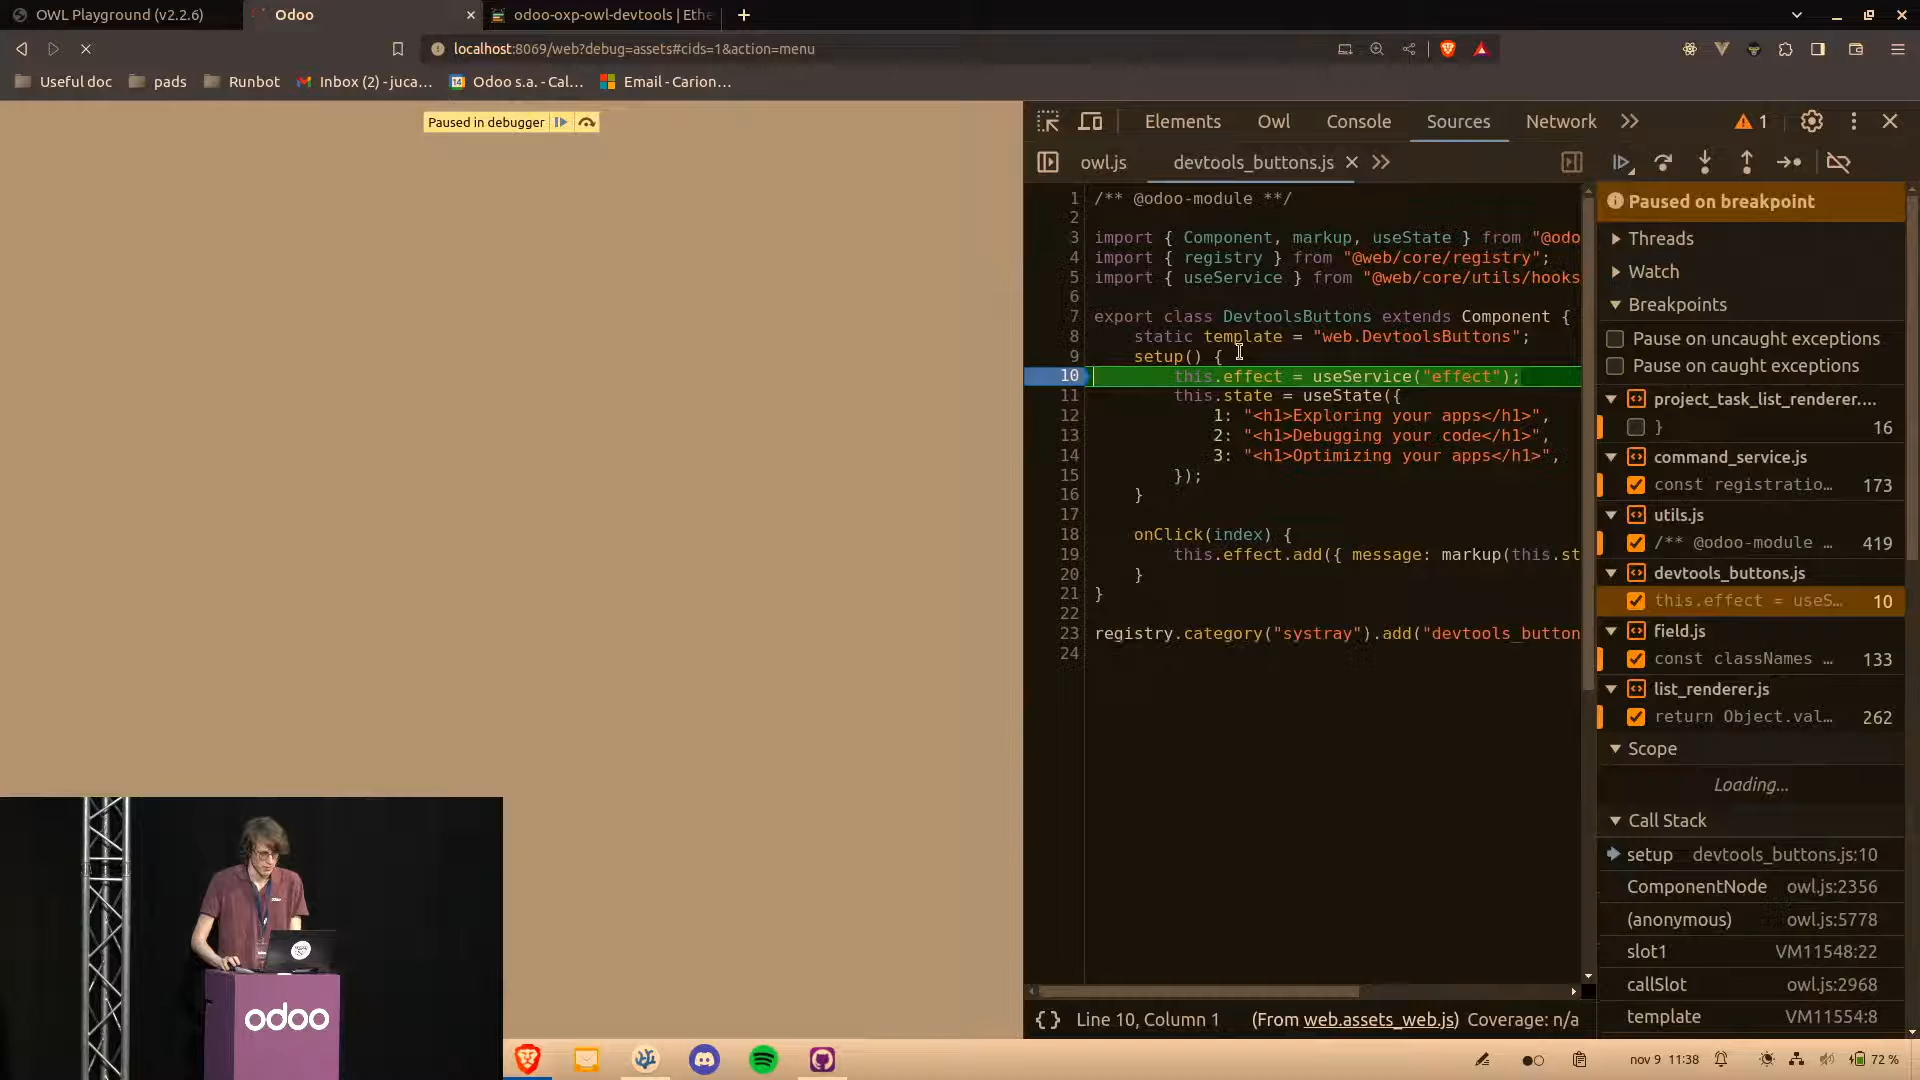 OWL Playground (v2.2.6)
Odoo
odoo-oxp-owl-devtools | Ethe
localhost:8069/web?debug=assets#cids=1&action=menu
Useful doc
pads
Runbot
Inbox (2) - juca...
Odoo s.a. - Cal...
Email - Carion...
Paused in debugger
Elements
Owl
Console
Sources
Network
1
owl.js
devtools_buttons.js
1 /** @odoo-module **/
2
3 import { Component, markup, useState } from "@odo
4 import { registry } from "@web/core/registry";
5 import { useService } from "@web/core/utils/hooks
6
7 export class DevtoolsButtons extends Component {
8 static template = "web.DevtoolsButtons";
9 setup() {
10 this.effect = useService("effect");
11 this.state = useState({
12 1: "<h1>Exploring your apps</h1>",
13 2: "<h1>Debugging your code</h1>",
14 3: "<h1>Optimizing your apps</h1>",
15 });
16 }
17
18 onClick(index) {
19 this.effect.add({ message: markup(this.st
20 }
21 }
22
23 registry.category("systray").add("devtools_button
24
{ } Line 10, Column 1 (From web.assets_web.js) Coverage: n/a
Paused on breakpoint
Threads
Watch
Breakpoints
Pause on uncaught exceptions
Pause on caught exceptions
project_task_list_renderer....
} 16
command_service.js
const registratio... 173
utils.js
/** @odoo-module ... 419
devtools_buttons.js
this.effect = useS... 10
field.js
const classNames ... 133
list_renderer.js
return Object.val... 262
Scope
Loading...
Call Stack
setup devtools_buttons.js:10
ComponentNode owl.js:2356
(anonymous) owl.js:5778
slot1 VM11548:22
callSlot owl.js:2968
template VM11554:8
odoo
nov 9 11:38
72 %